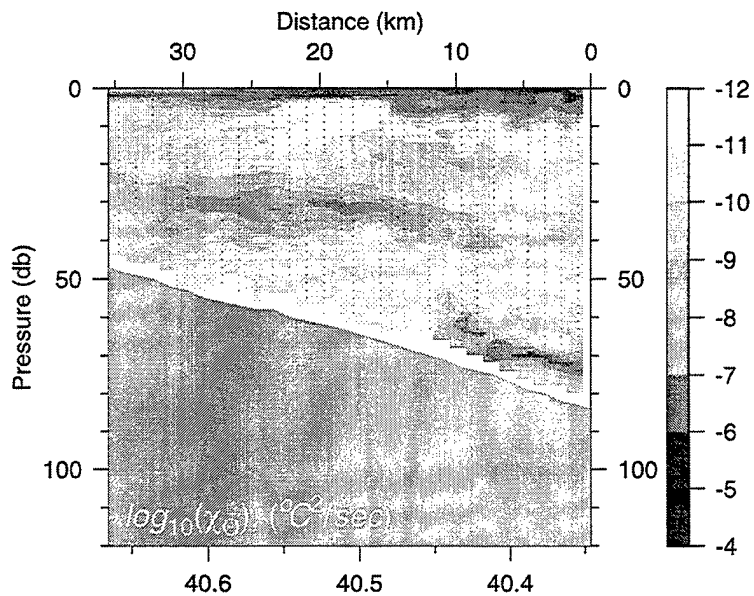 Distance (km)
30 20 10 0
0 0 -12
-11
-10
50 50 -9
-8
-7
100 100 -6
-5
-4
Pressure (db)
log10(χΘ) (°C²/sec)
40.6 40.5 40.4